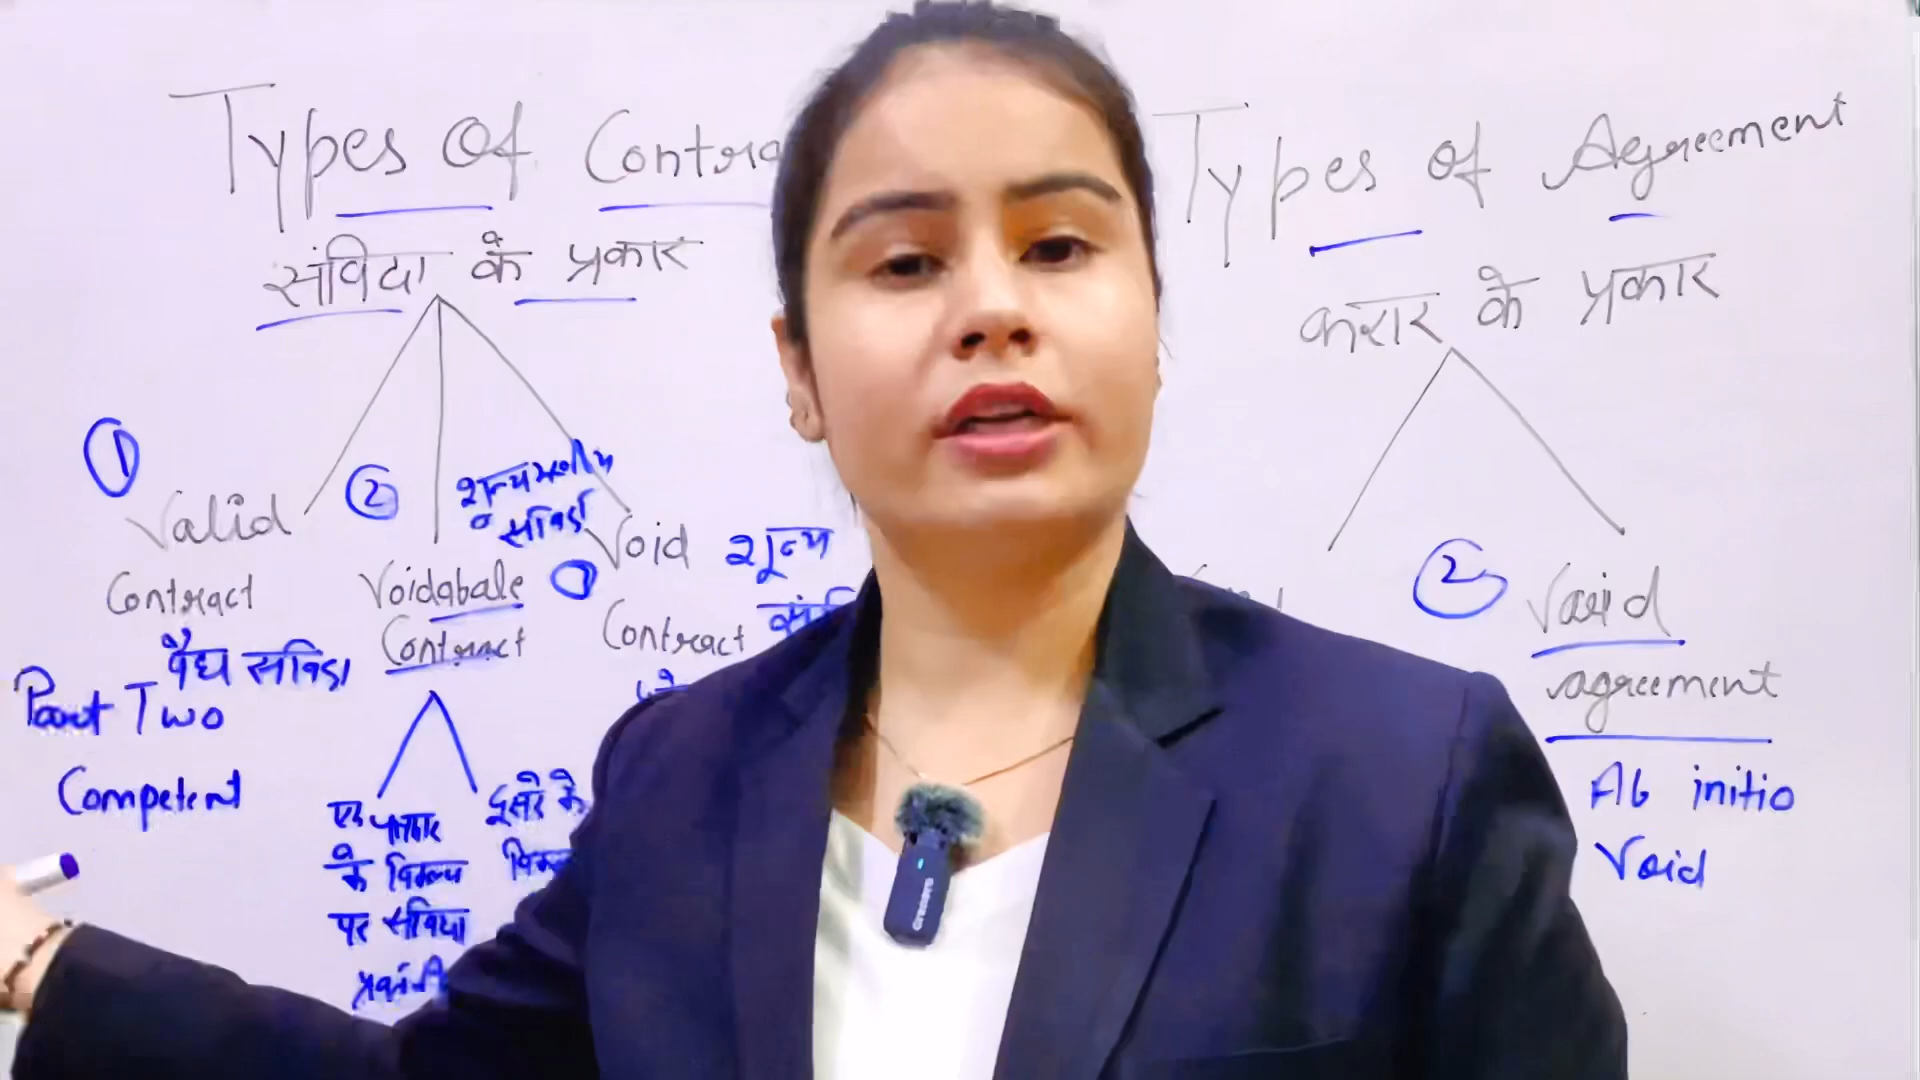 Types Of Contra
संविदा के प्रकार
①
Valid
Contract
वैध संविदा
Part Two
Competent
②
शून्यकरणीय
संविदा
Voidabale
Contract
एक पक्षकार
के विकल्प
पर संविदा
दूसरे के
Void शून्य
Contract
Types of Agreement
करार के प्रकार
②
Void
agreement
Ab initio
Void